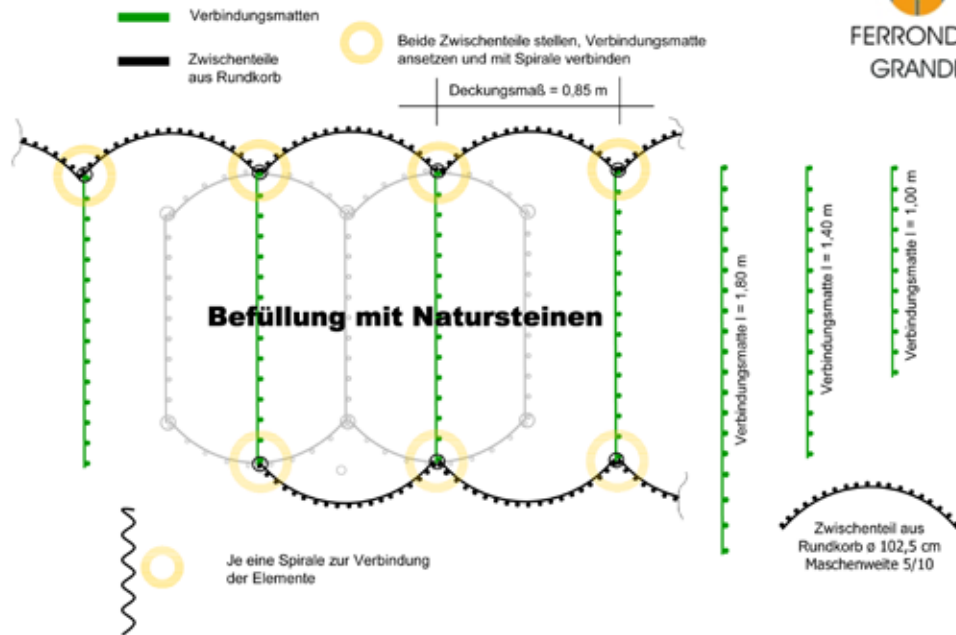 Verbindungsmatten
Zwischenteile
aus Rundkorb
Beide Zwischenteile stellen, Verbindungsmatte
ansetzen und mit Spirale verbinden
Deckungsmaß = 0,85 m
GRAND
Befüllung mit Natursteinen
Verbindungsmatte l = 1,80 m
Verbindungsmatte l = 1,40 m
Verbindungsmatte l = 1,00 m
Zwischenteil aus
Rundkorb ø 102,5 cm
Maschenweite 5/10
Je eine Spirale zur Verbindung
der Elemente